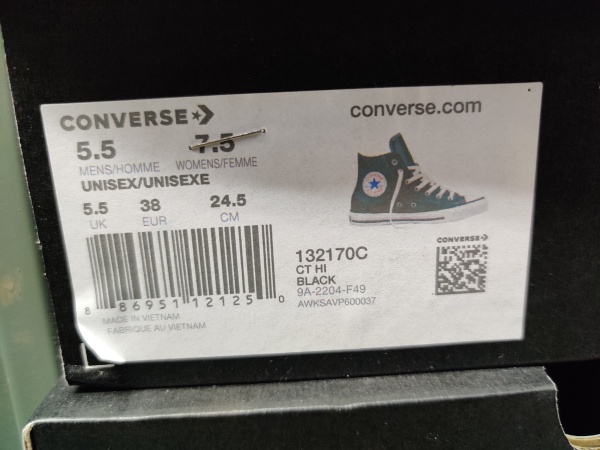 CONVERSE
converse.com
5.5
7.5
MENS/HOMME
WOMENS/FEMME
UNISEX/UNISEXE
5.5
38
24.5
UK
EUR
CM
132170C
CT HI
BLACK
9A-2204-F49
AWKSAVP600037
CONVERSE
8 86951 12125 0
MADE IN VIETNAM
FABRIQUE AU VIETNAM